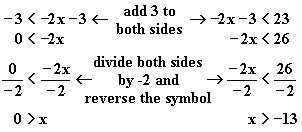 −3 < −2x −3 ← add 3 to both sides → −2x −3 < 23
0 < −2x −2x < 26
0/−2 < −2x/−2 ← divide both sides by -2 and reverse the symbol → −2x/−2 < 26/−2
0 > x x > −13